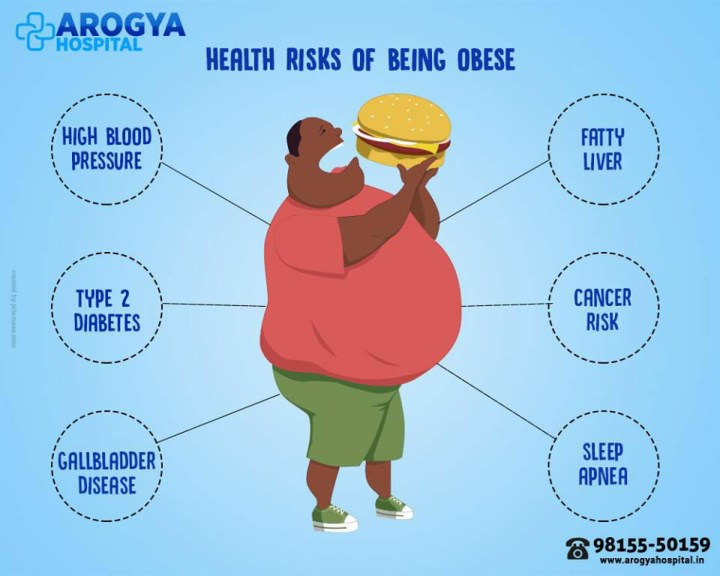 AROGYA
HOSPITAL
HEALTH RISKS OF BEING OBESE
HIGH BLOOD
PRESSURE
FATTY
LIVER
TYPE 2
DIABETES
CANCER
RISK
GALLBLADDER
DISEASE
SLEEP
APNEA
98155-50159
www.arogyahospital.in